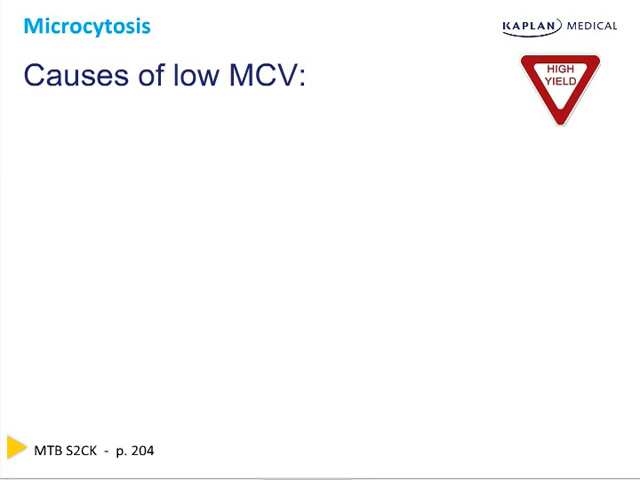 Microcytosis
KAPLAN MEDICAL
Causes of low MCV:
HIGH
YIELD
MTB S2CK - p. 204